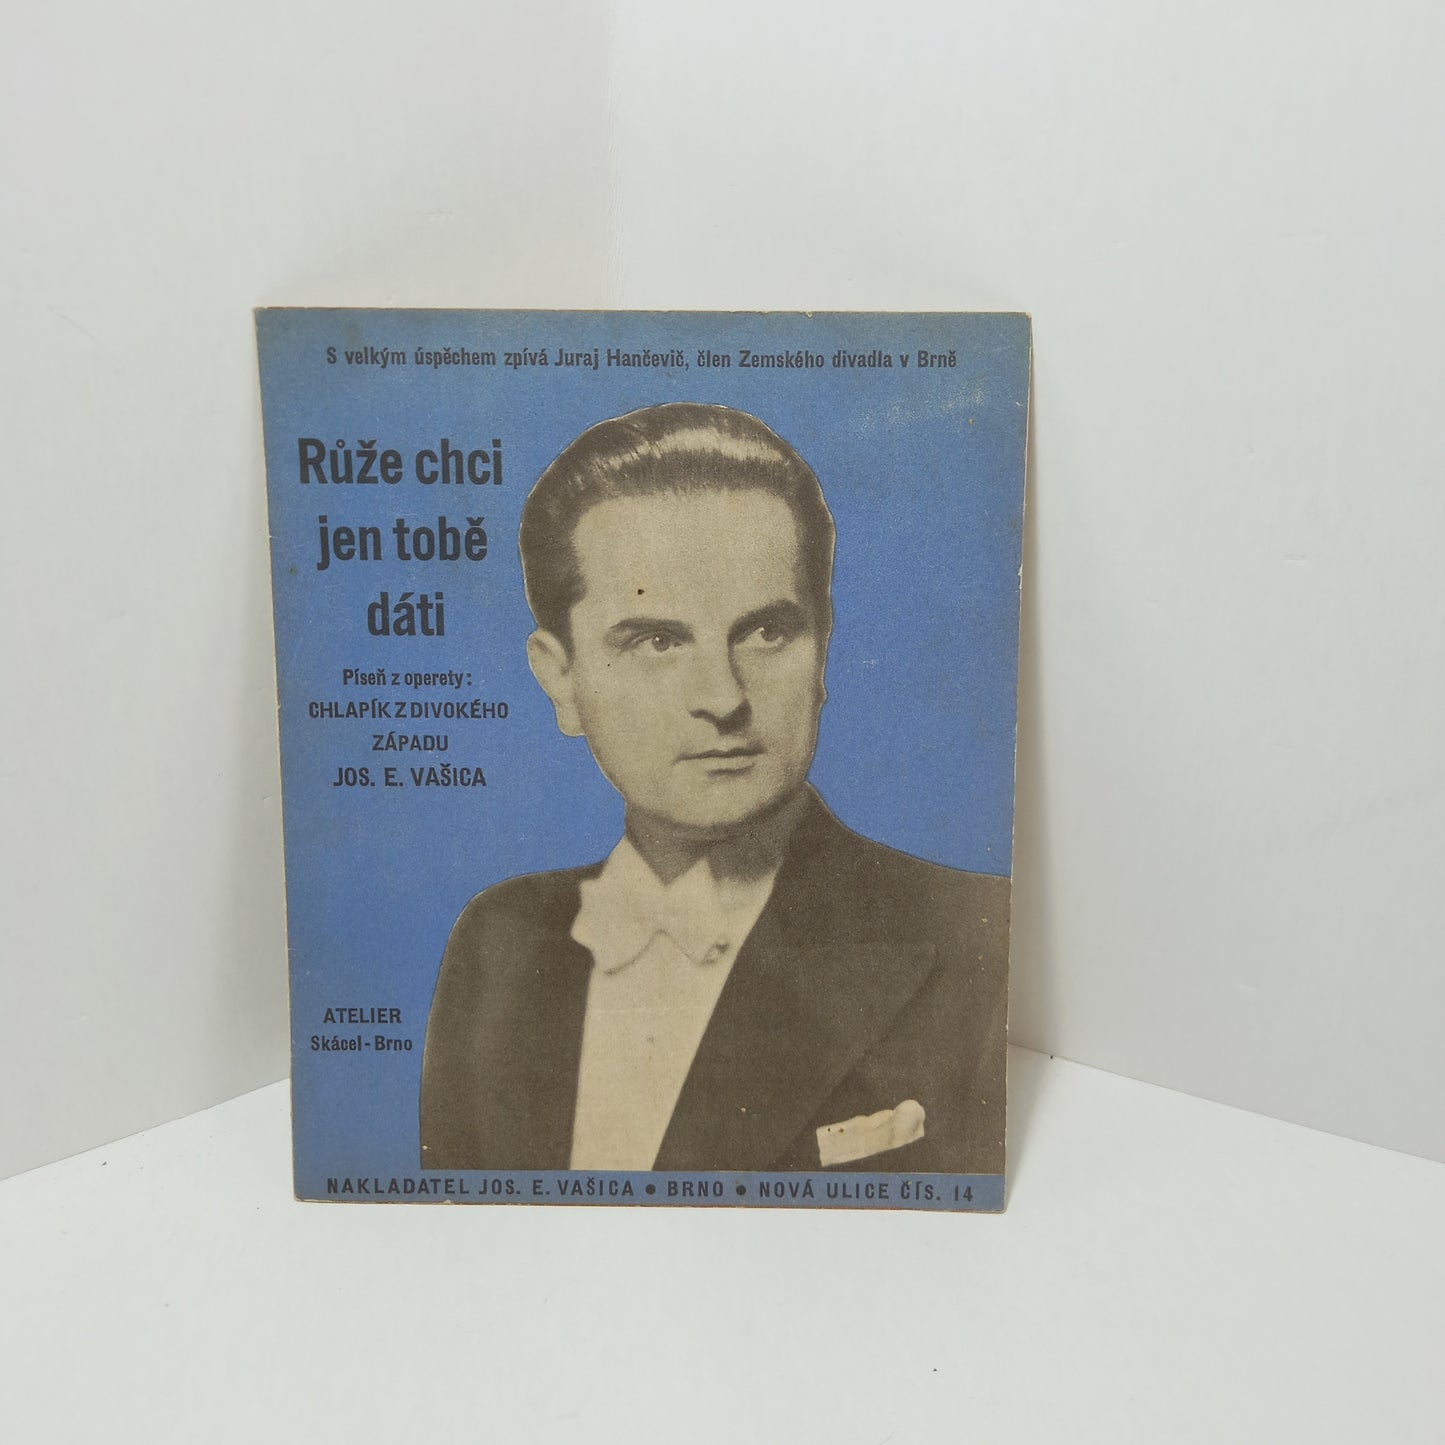 S velkým úspěchem zpívá Juraj Hančevič, člen Zemského divadla v Brně
Růže chci
jen tobě
dáti
Píseň z operety:
CHLAPÍK Z DIVOKÉHO
ZÁPADU
JOS. E. VAŠICA
ATELIER
Skácel-Brno
NAKLADATEL JOS. E. VAŠICA • BRNO • NOVÁ ULICE ČÍS. 14